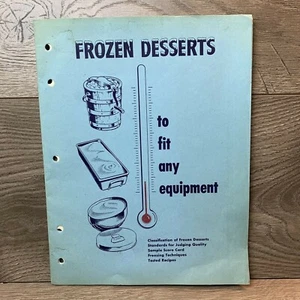 FROZEN DESSERTS
to
fit
any
equipment
Classification of Frozen Desserts
Standards for Judging Quality
Sample Score Card
Freezing Techniques
Tested Recipes